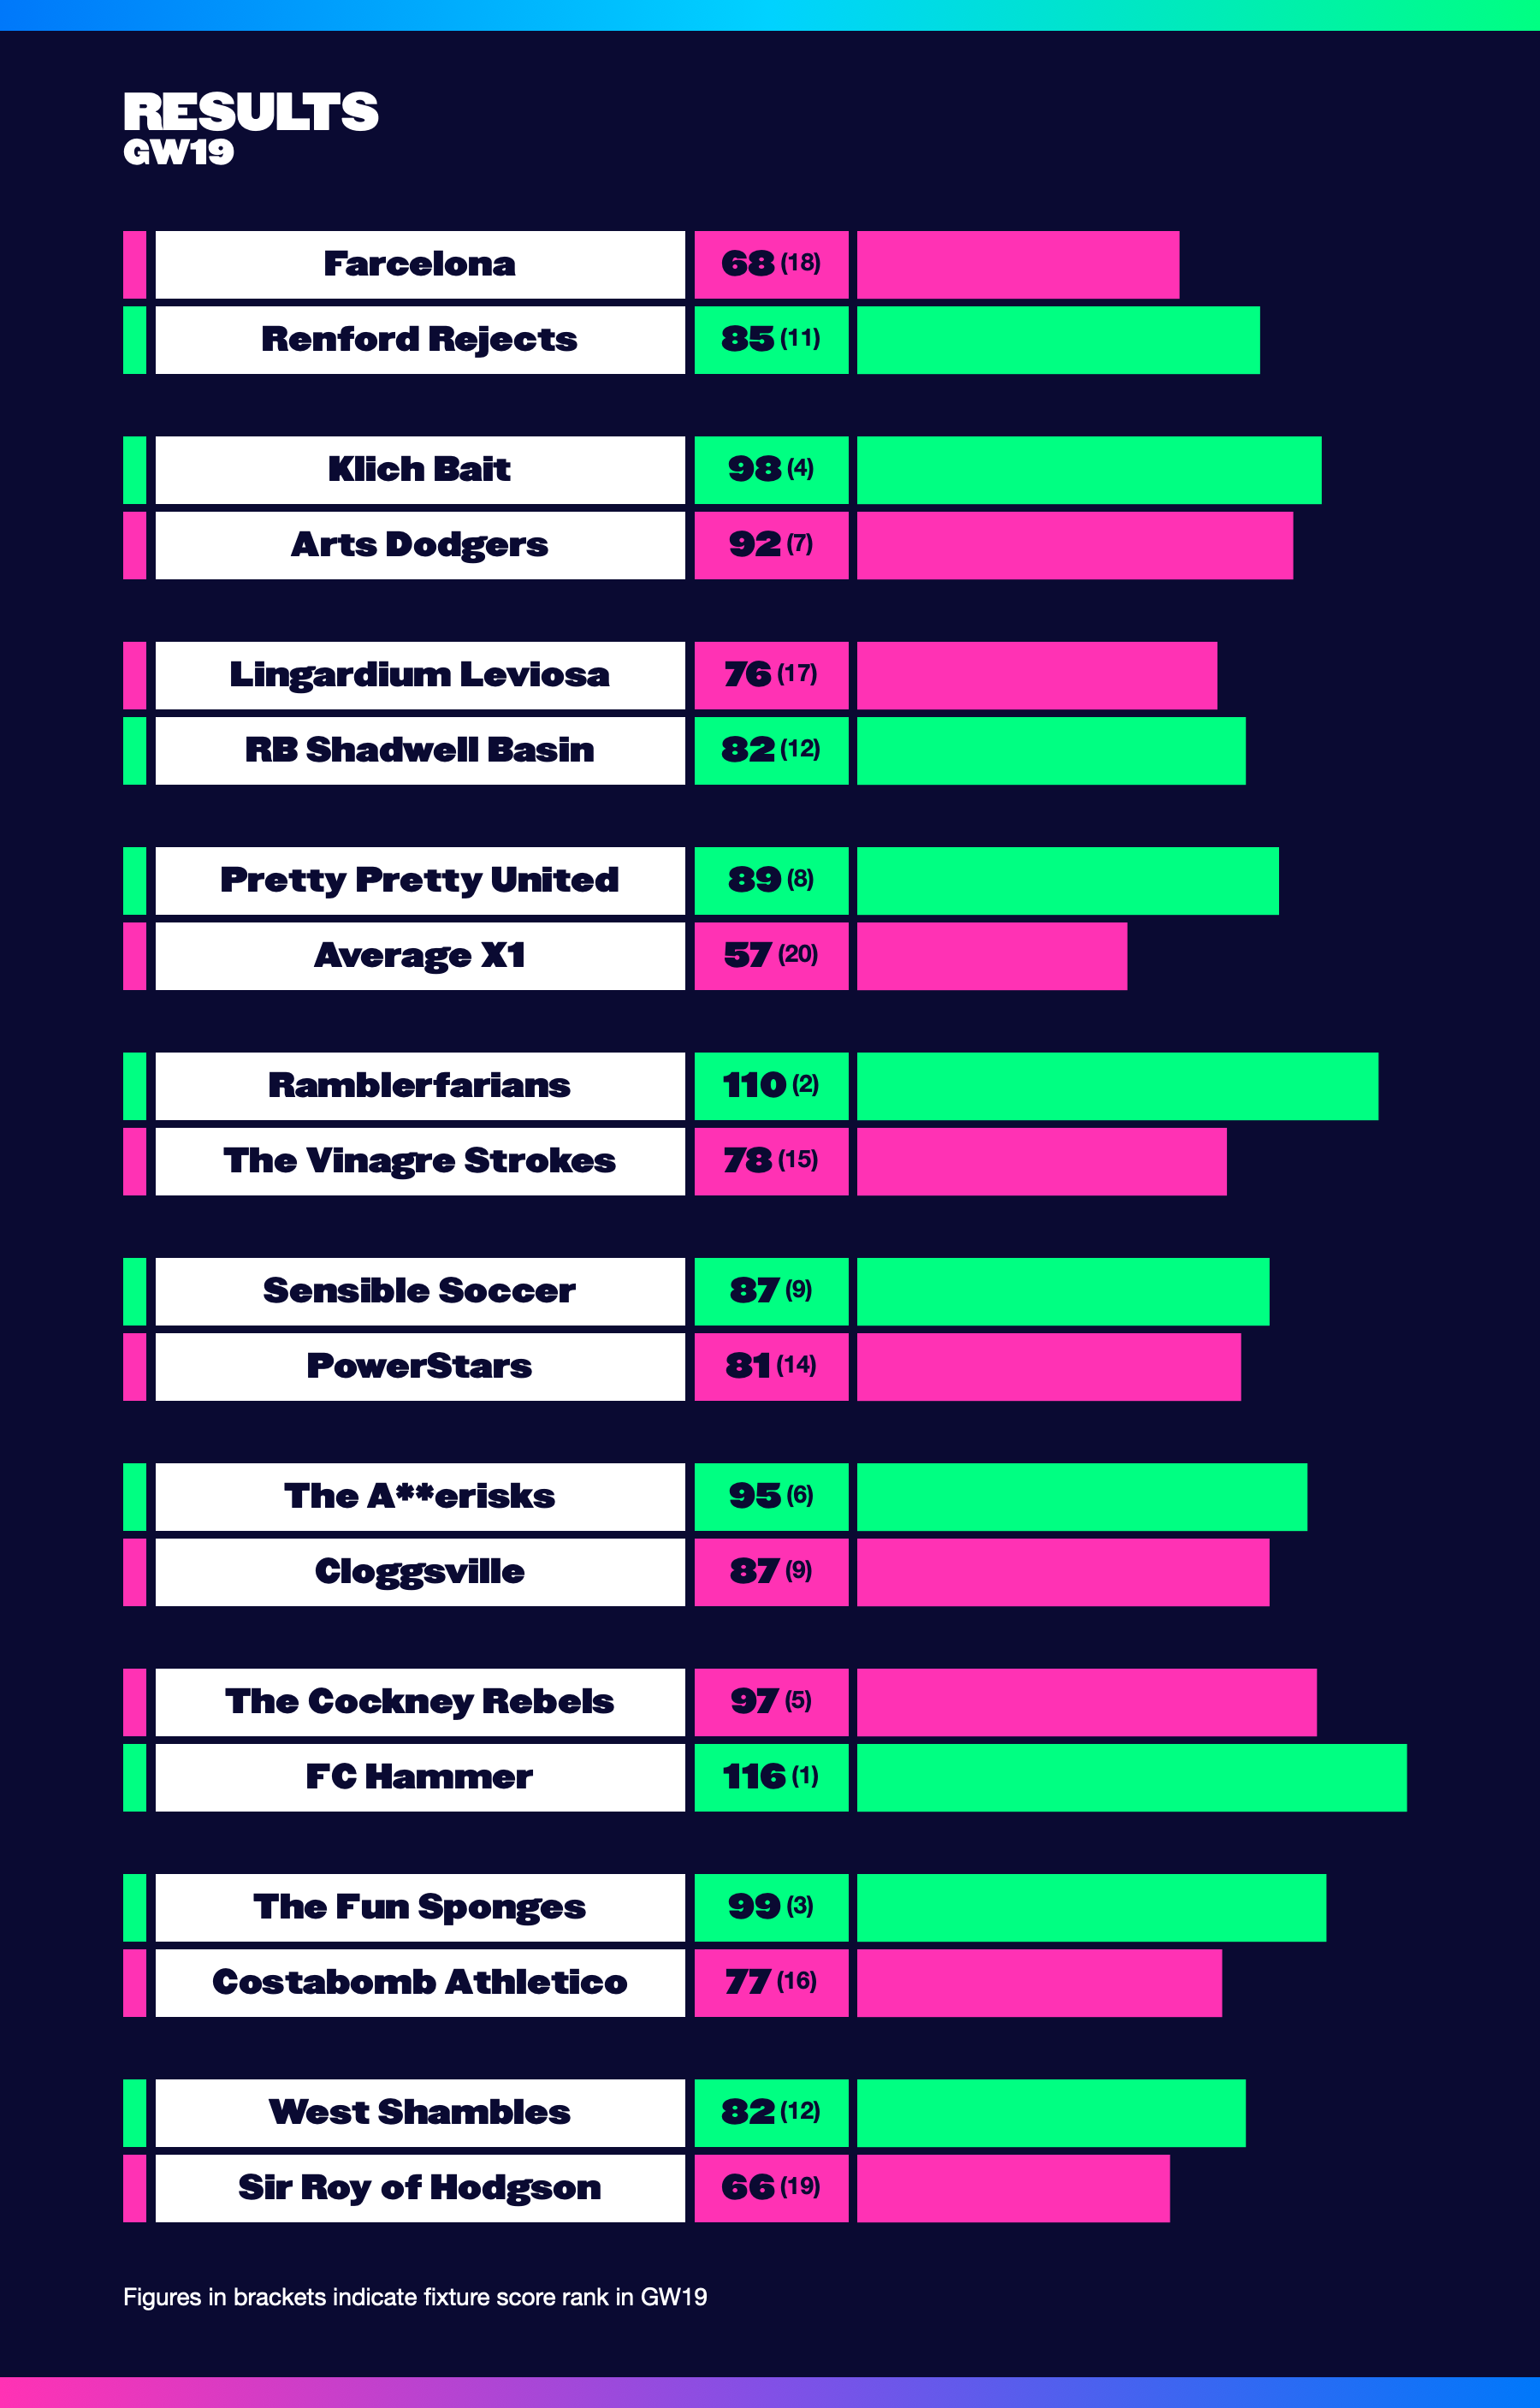 RESULTS
GW19
Farcelona 68 (18)
Renford Rejects 85 (11)
Klich Bait 98 (4)
Arts Dodgers 92 (7)
Lingardium Leviosa 76 (17)
RB Shadwell Basin 82 (12)
Pretty Pretty United 89 (8)
Average X1 57 (20)
Ramblerfarians 110 (2)
The Vinagre Strokes 78 (15)
Sensible Soccer 87 (9)
PowerStars 81 (14)
The A**erisks 95 (6)
Cloggsville 87 (9)
The Cockney Rebels 97 (5)
FC Hammer 116 (1)
The Fun Sponges 99 (3)
Costabomb Athletico 77 (16)
West Shambles 82 (12)
Sir Roy of Hodgson 66 (19)
Figures in brackets indicate fixture score rank in GW19